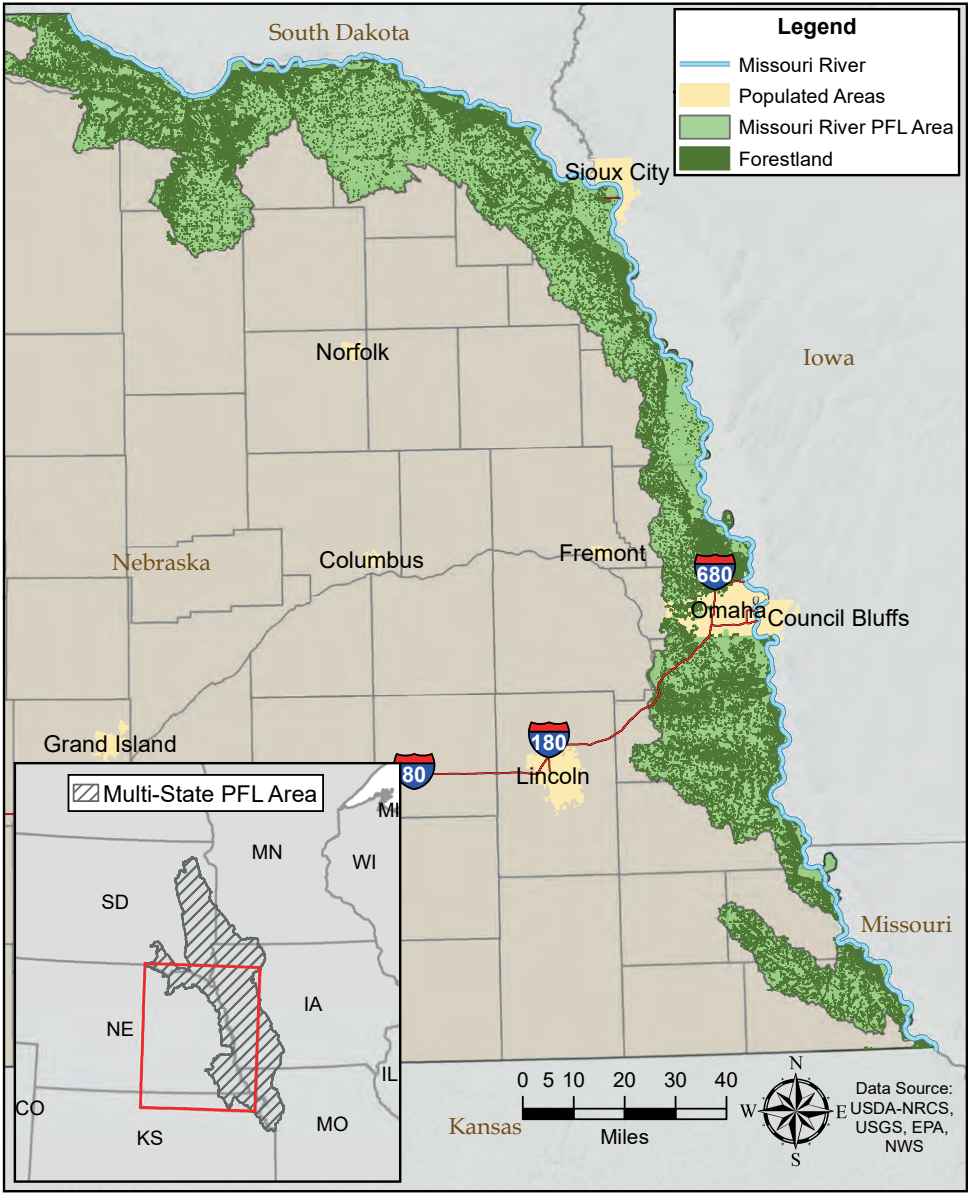 South Dakota
Legend
Missouri River
Populated Areas
Missouri River PFL Area
Forestland
Sioux City
Norfolk
Iowa
Nebraska
Columbus
Fremont
680
Omaha
Council Bluffs
Grand Island
180
80
Lincoln
Missouri
Multi-State PFL Area
MI
MN
WI
SD
IA
NE
IL
CO
KS
MO
Kansas
0 5 10 20 30 40
Miles
N
W
E
S
Data Source:
USDA-NRCS,
USGS, EPA,
NWS